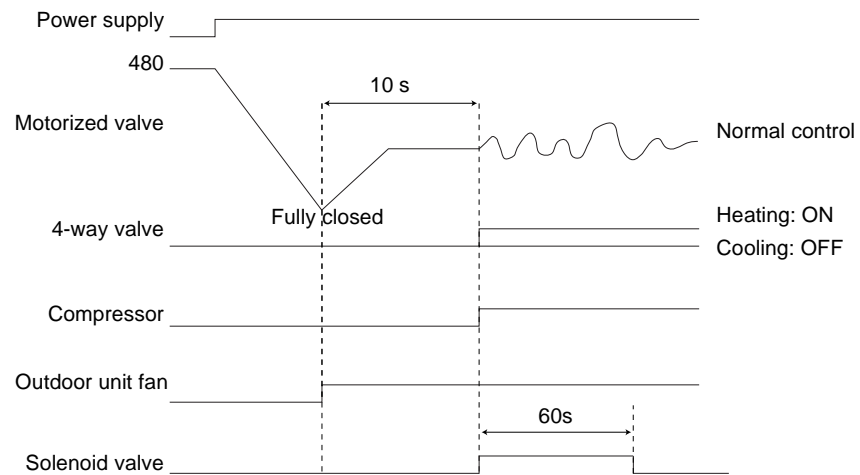 Power supply
480
10 s
Motorized valve
Normal control
Fully closed
Heating: ON
4-way valve
Cooling: OFF
Compressor
Outdoor unit fan
60s
Solenoid valve